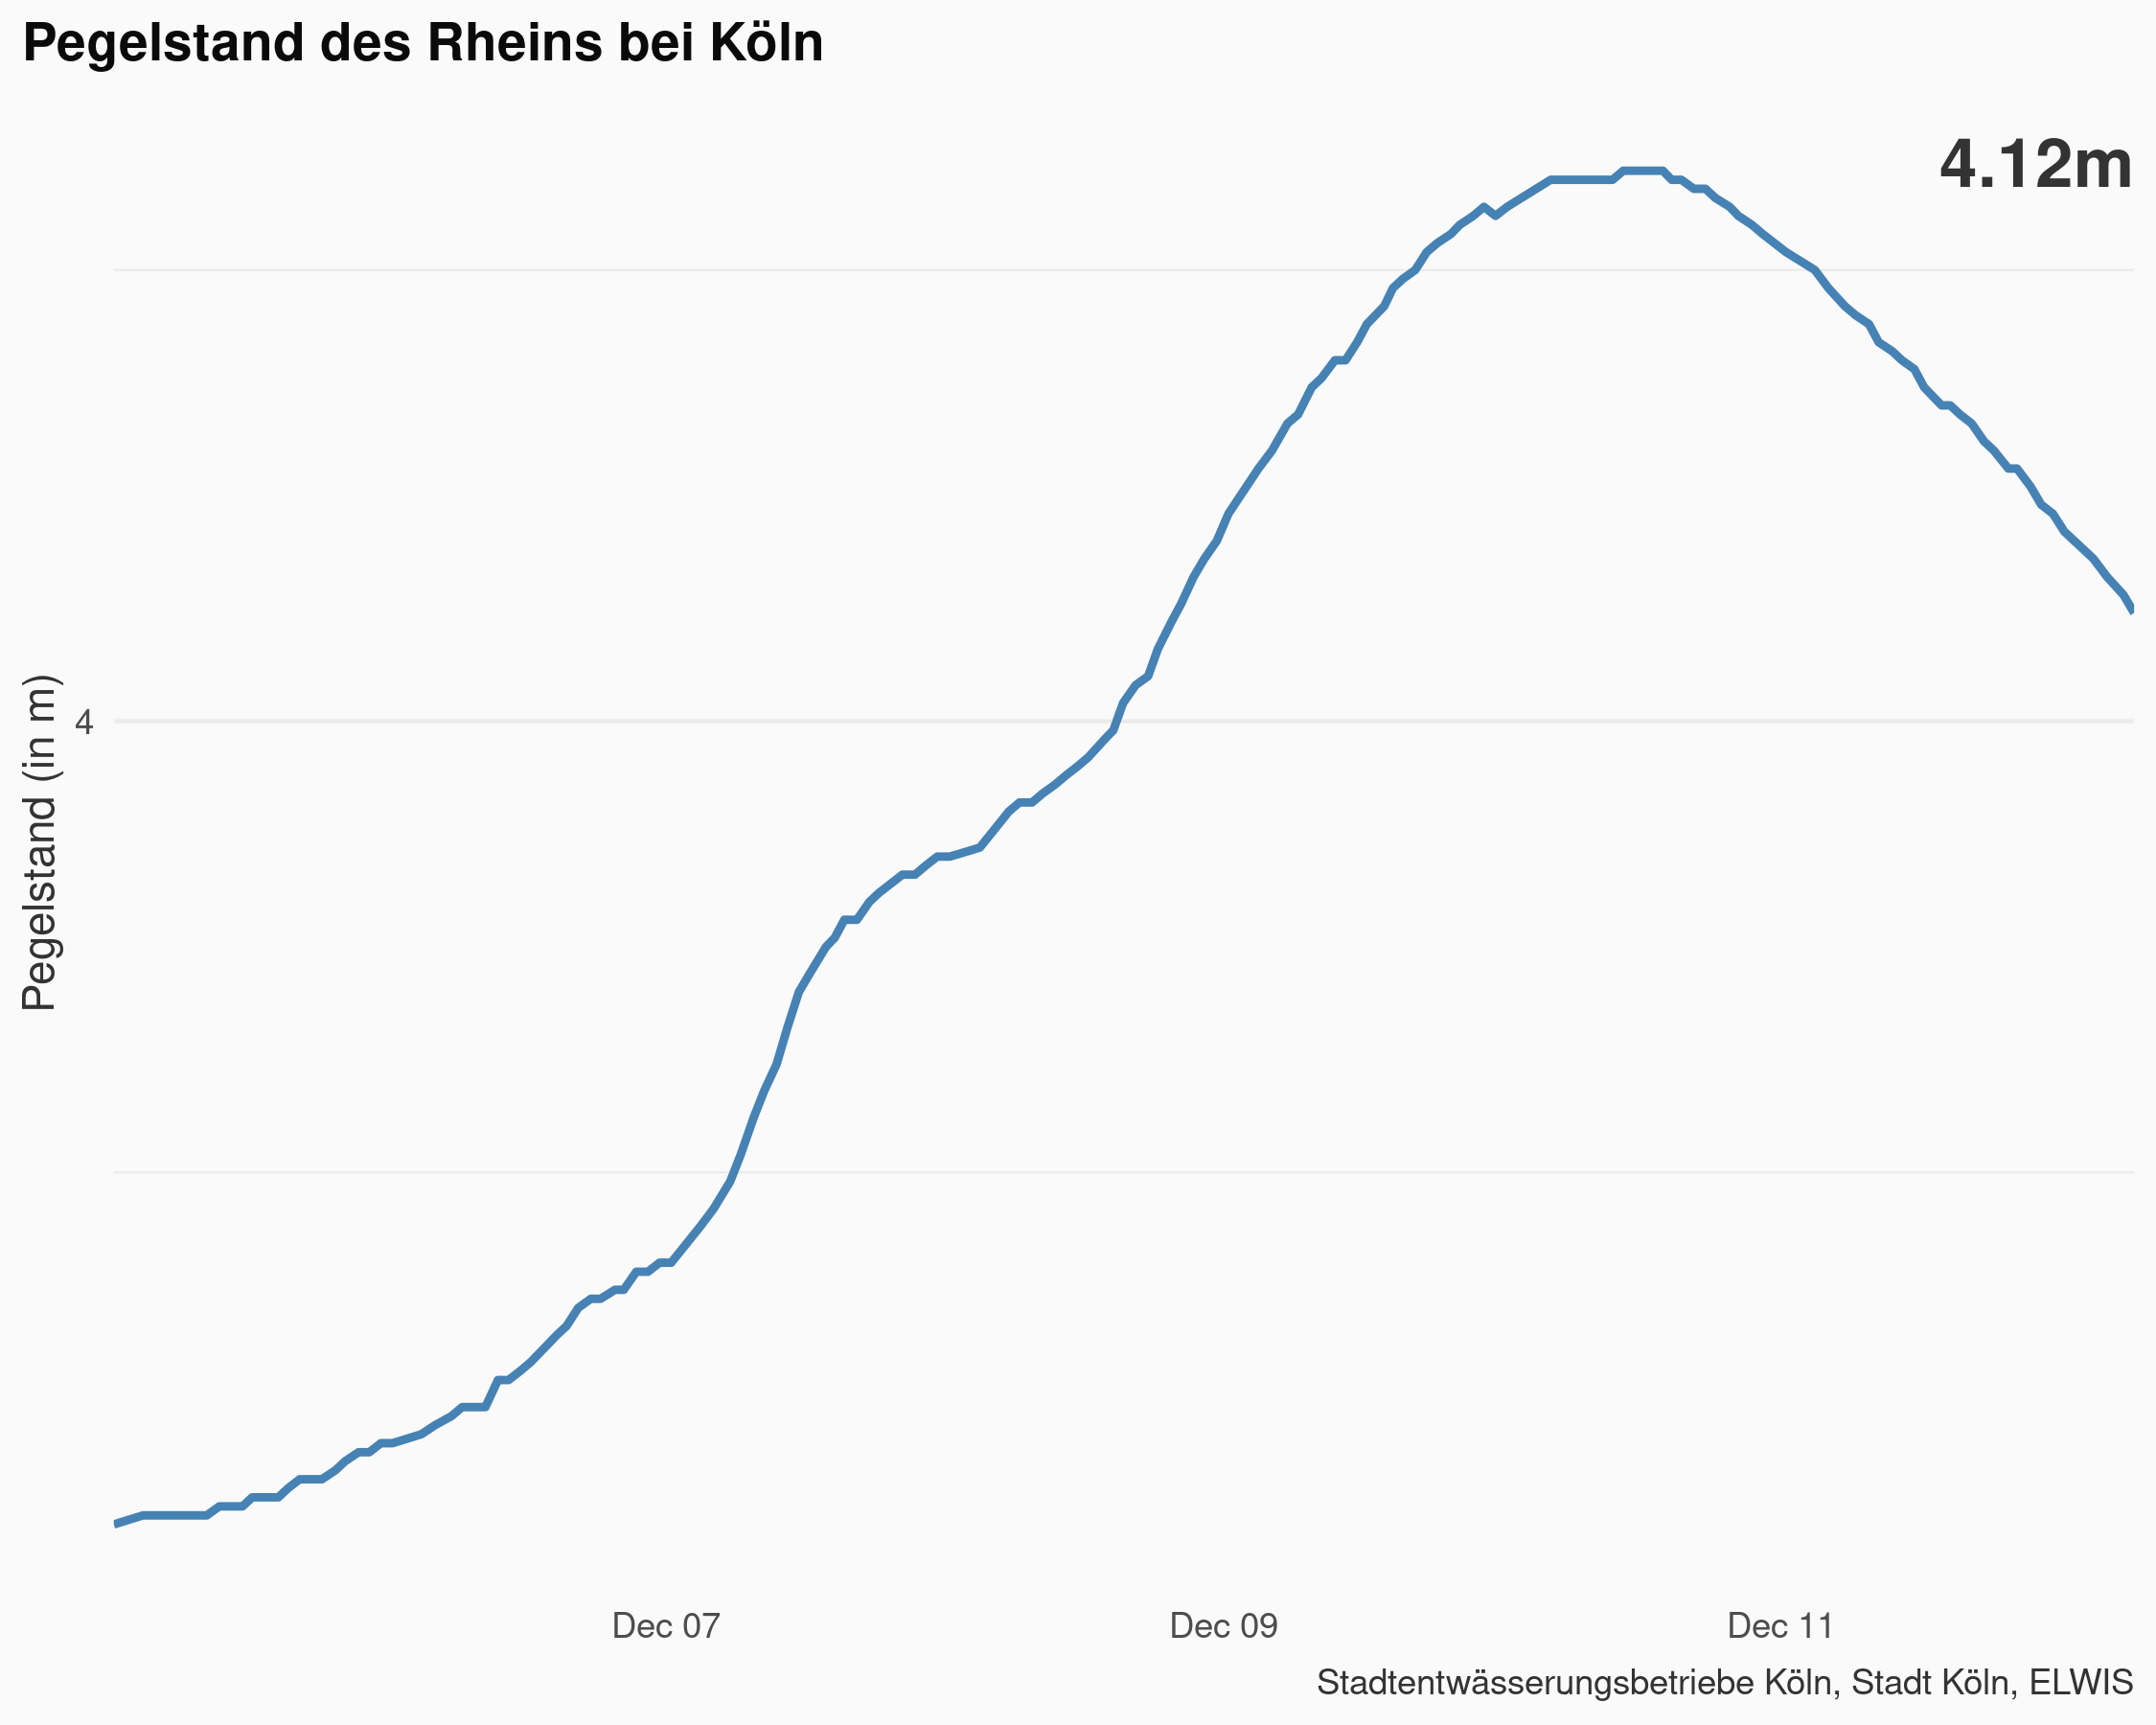 Pegelstand des Rheins bei Köln
4.12m
Pegelstand (in m)
4
Dec 07
Dec 09
Dec 11
Stadtentwässerungsbetriebe Köln, Stadt Köln, ELWIS